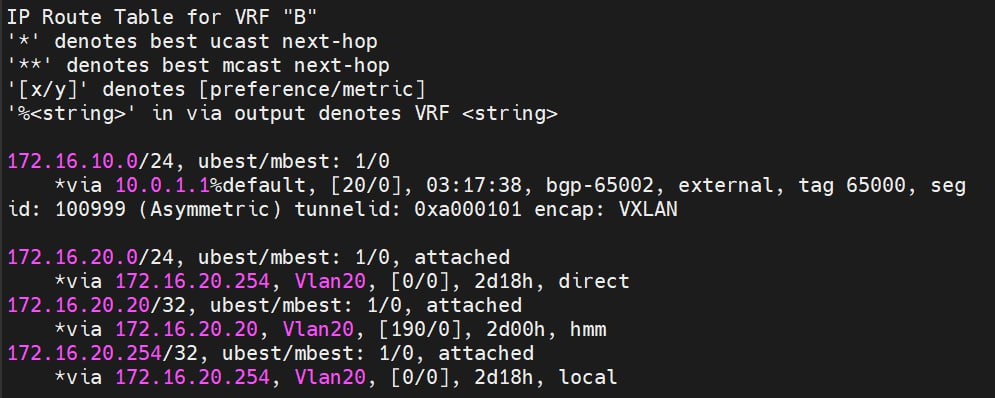 IP Route Table for VRF "B"
'*' denotes best ucast next-hop
'**' denotes best mcast next-hop
'[x/y]' denotes [preference/metric]
'%<string>' in via output denotes VRF <string>

172.16.10.0/24, ubest/mbest: 1/0
    *via 10.0.1.1%default, [20/0], 03:17:38, bgp-65002, external, tag 65000, seg
id: 100999 (Asymmetric) tunnelid: 0xa000101 encap: VXLAN

172.16.20.0/24, ubest/mbest: 1/0, attached
    *via 172.16.20.254, Vlan20, [0/0], 2d18h, direct
172.16.20.20/32, ubest/mbest: 1/0, attached
    *via 172.16.20.20, Vlan20, [190/0], 2d00h, hmm
172.16.20.254/32, ubest/mbest: 1/0, attached
    *via 172.16.20.254, Vlan20, [0/0], 2d18h, local